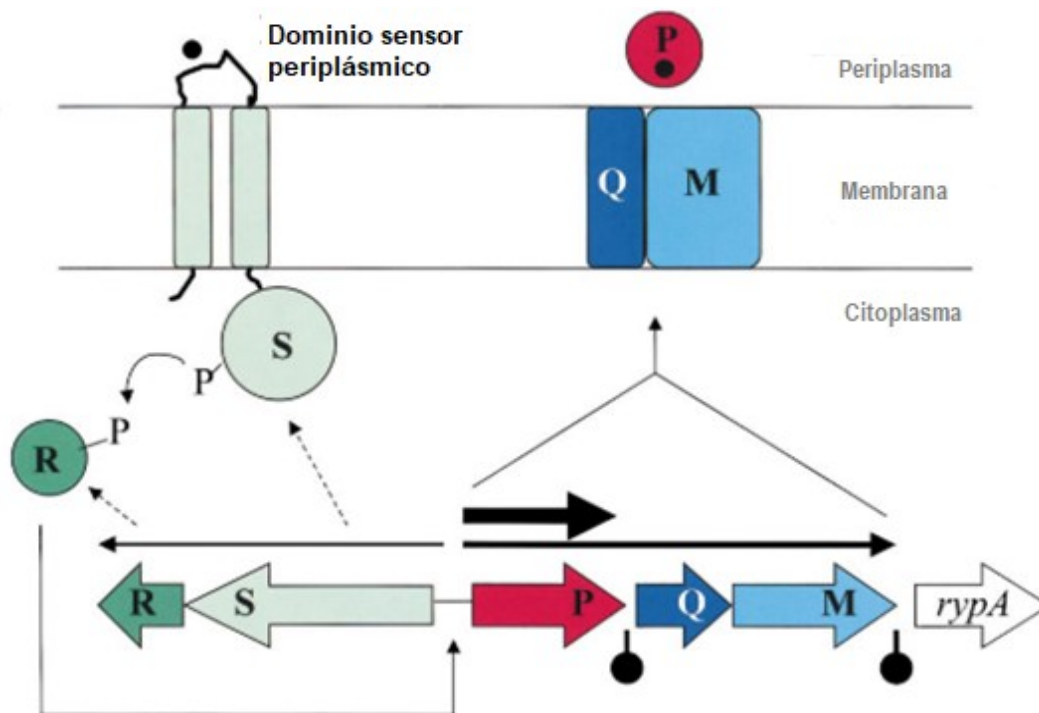 Dominio sensor
periplásmico
P
Periplasma
Q
M
Membrana
Citoplasma
S
P
P
R
R
S
P
Q
M
rypA